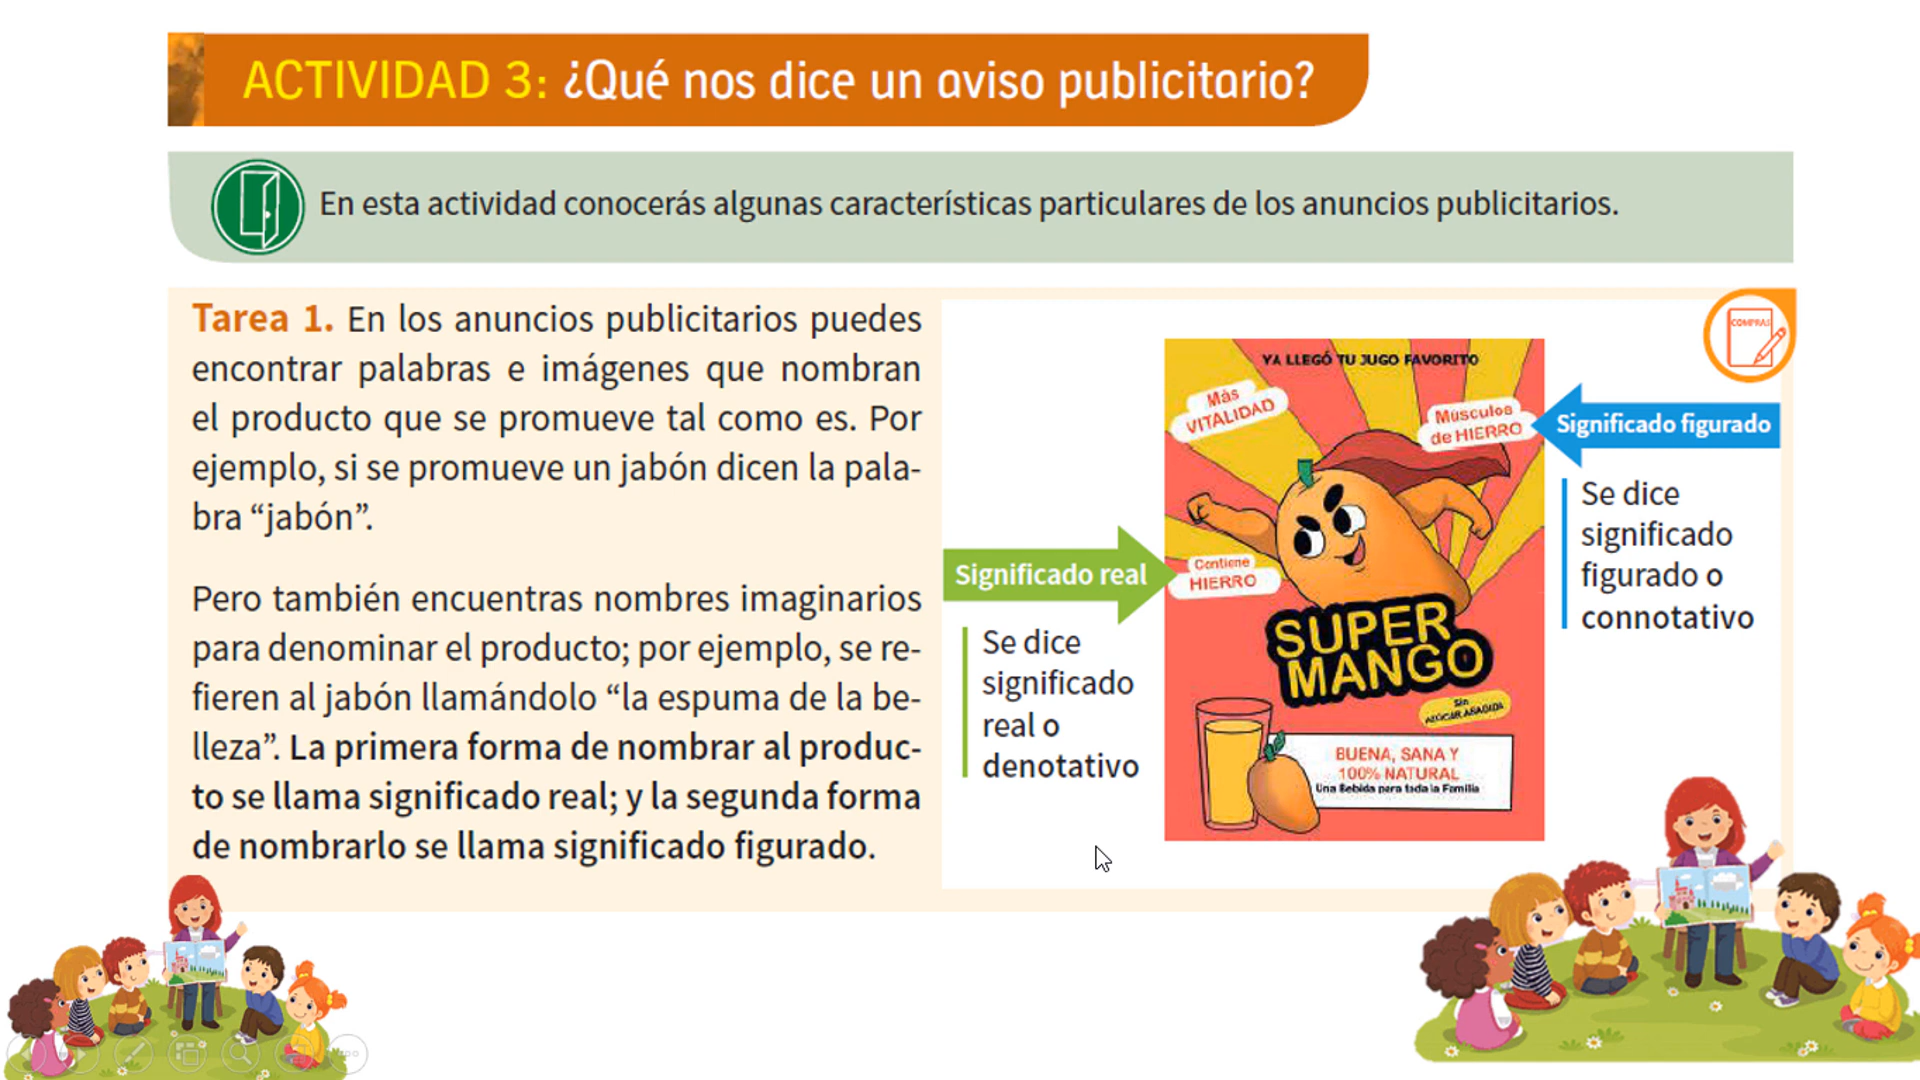 ACTIVIDAD 3: ¿Qué nos dice un aviso publicitario?
En esta actividad conocerás algunas características particulares de los anuncios publicitarios.
Tarea 1. En los anuncios publicitarios puedes
encontrar palabras e imágenes que nombran
el producto que se promueve tal como es. Por
ejemplo, si se promueve un jabón dicen la pala-
bra “jabón”.
Pero también encuentras nombres imaginarios
para denominar el producto; por ejemplo, se re-
fieren al jabón llamándolo “la espuma de la be-
lleza”. La primera forma de nombrar al produc-
to se llama significado real; y la segunda forma
de nombrarlo se llama significado figurado.
Significado real
Se dice
significado
real o
denotativo
YA LLEGÓ TU JUGO FAVORITO
Más
VITALIDAD
Músculos
de HIERRO
Contiene
HIERRO
SUPER
MANGO
Sin
AZÚCAR AÑADIDA
BUENA, SANA Y
100% NATURAL
Una Bebida para toda la Familia
COMPRAS
Significado figurado
Se dice
significado
figurado o
connotativo